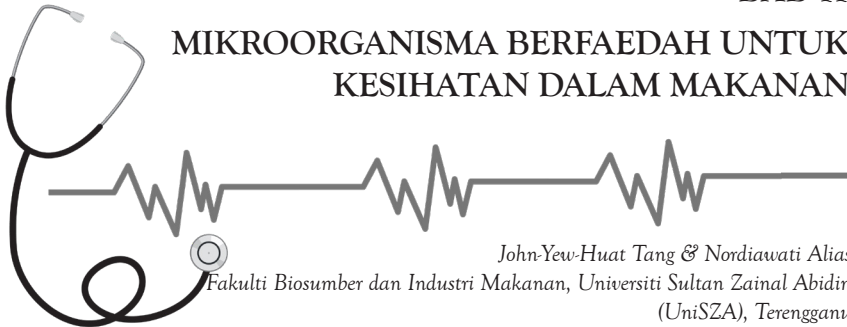 MIKROORGANISMA BERFAEDAH UNTUK
KESIHATAN DALAM MAKANAN
John-Yew-Huat Tang & Nordiawati Alias
Fakulti Biosumber dan Industri Makanan, Universiti Sultan Zainal Abidin
(UniSZA), Terengganu